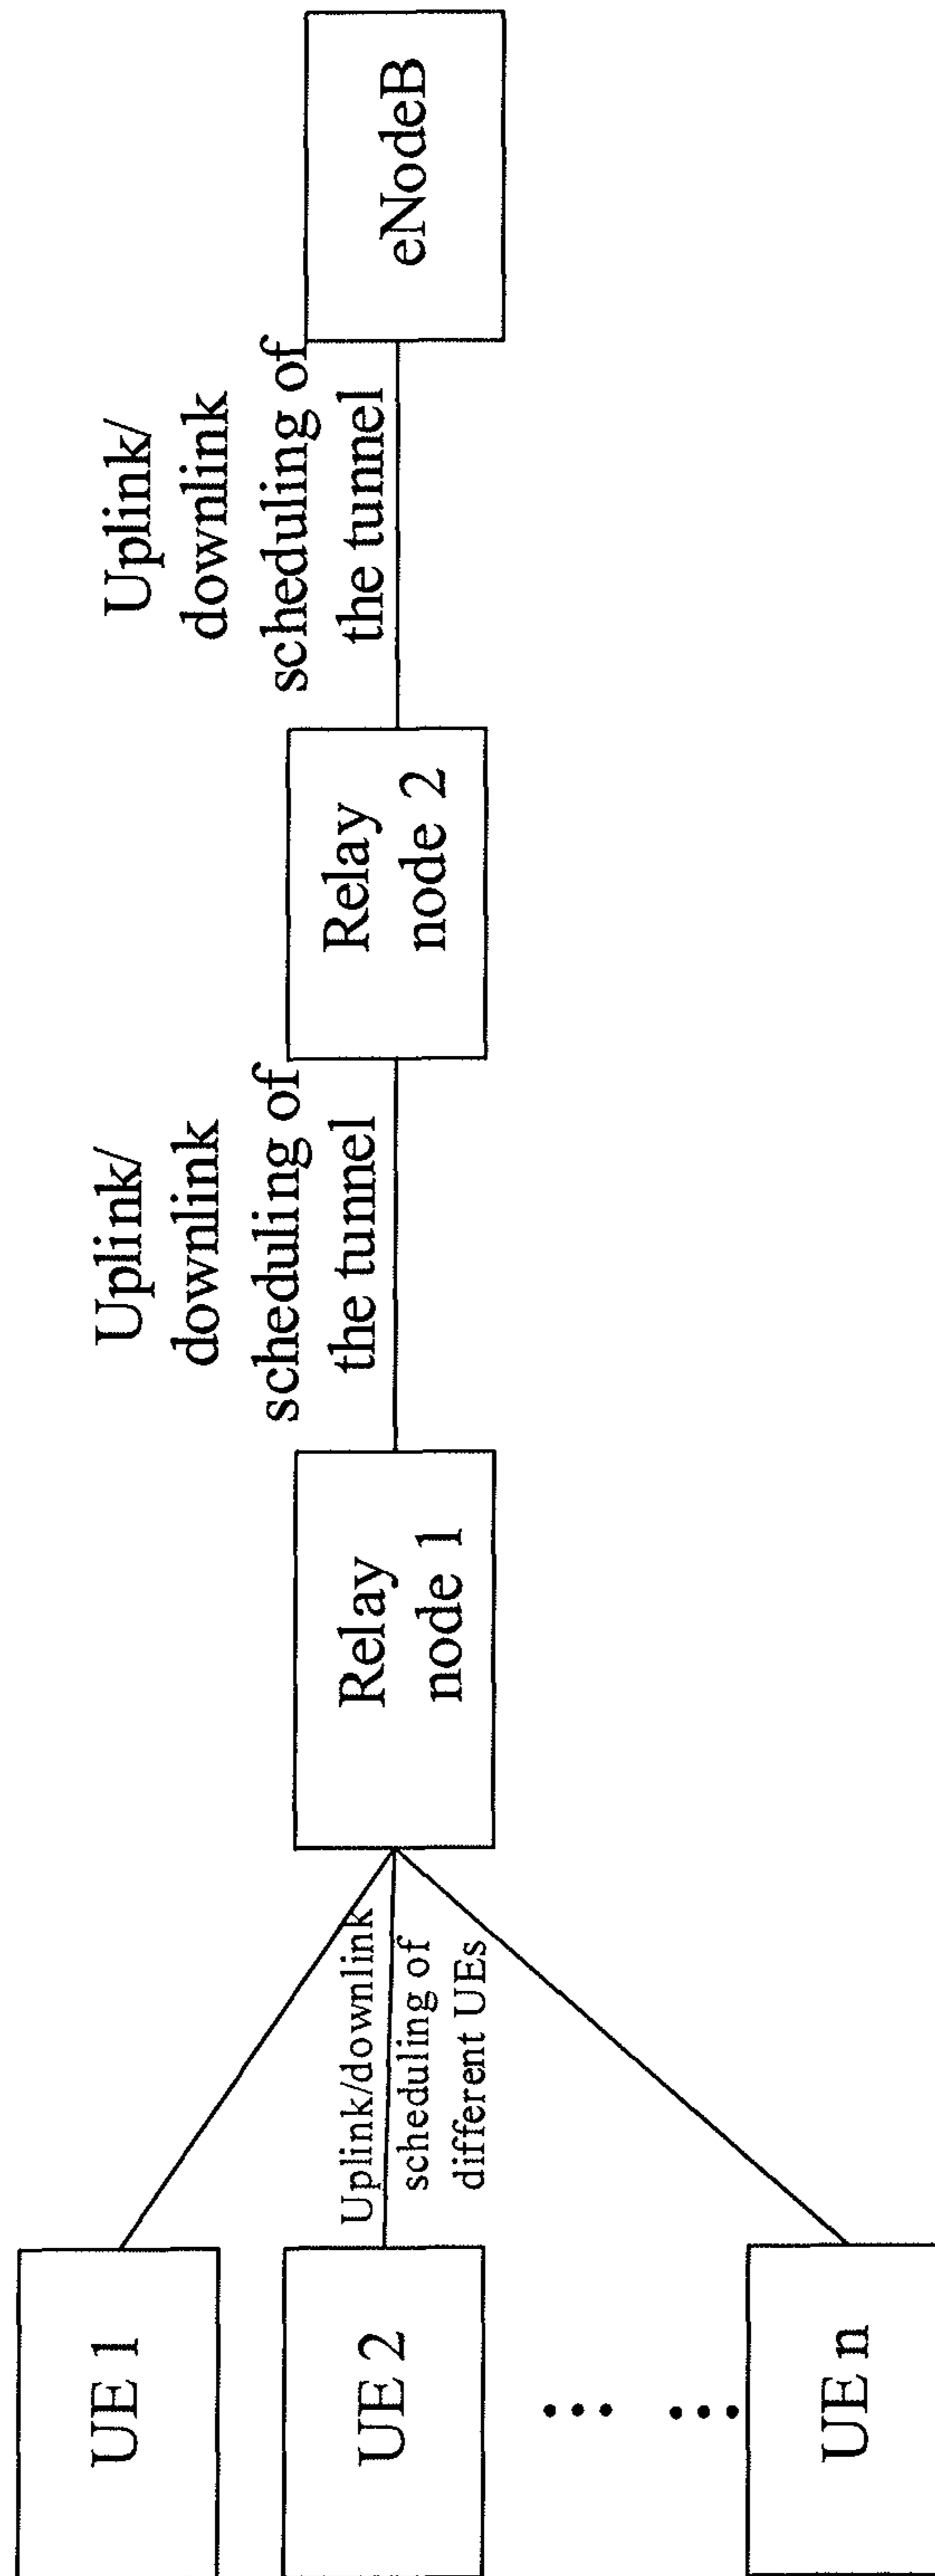 UE 1
UE 2
UE n
Uplink/downlink
scheduling of
different UEs
Relay
node 1
Uplink/
downlink
scheduling of
the tunnel
Relay
node 2
Uplink/
downlink
scheduling of
the tunnel
eNodeB